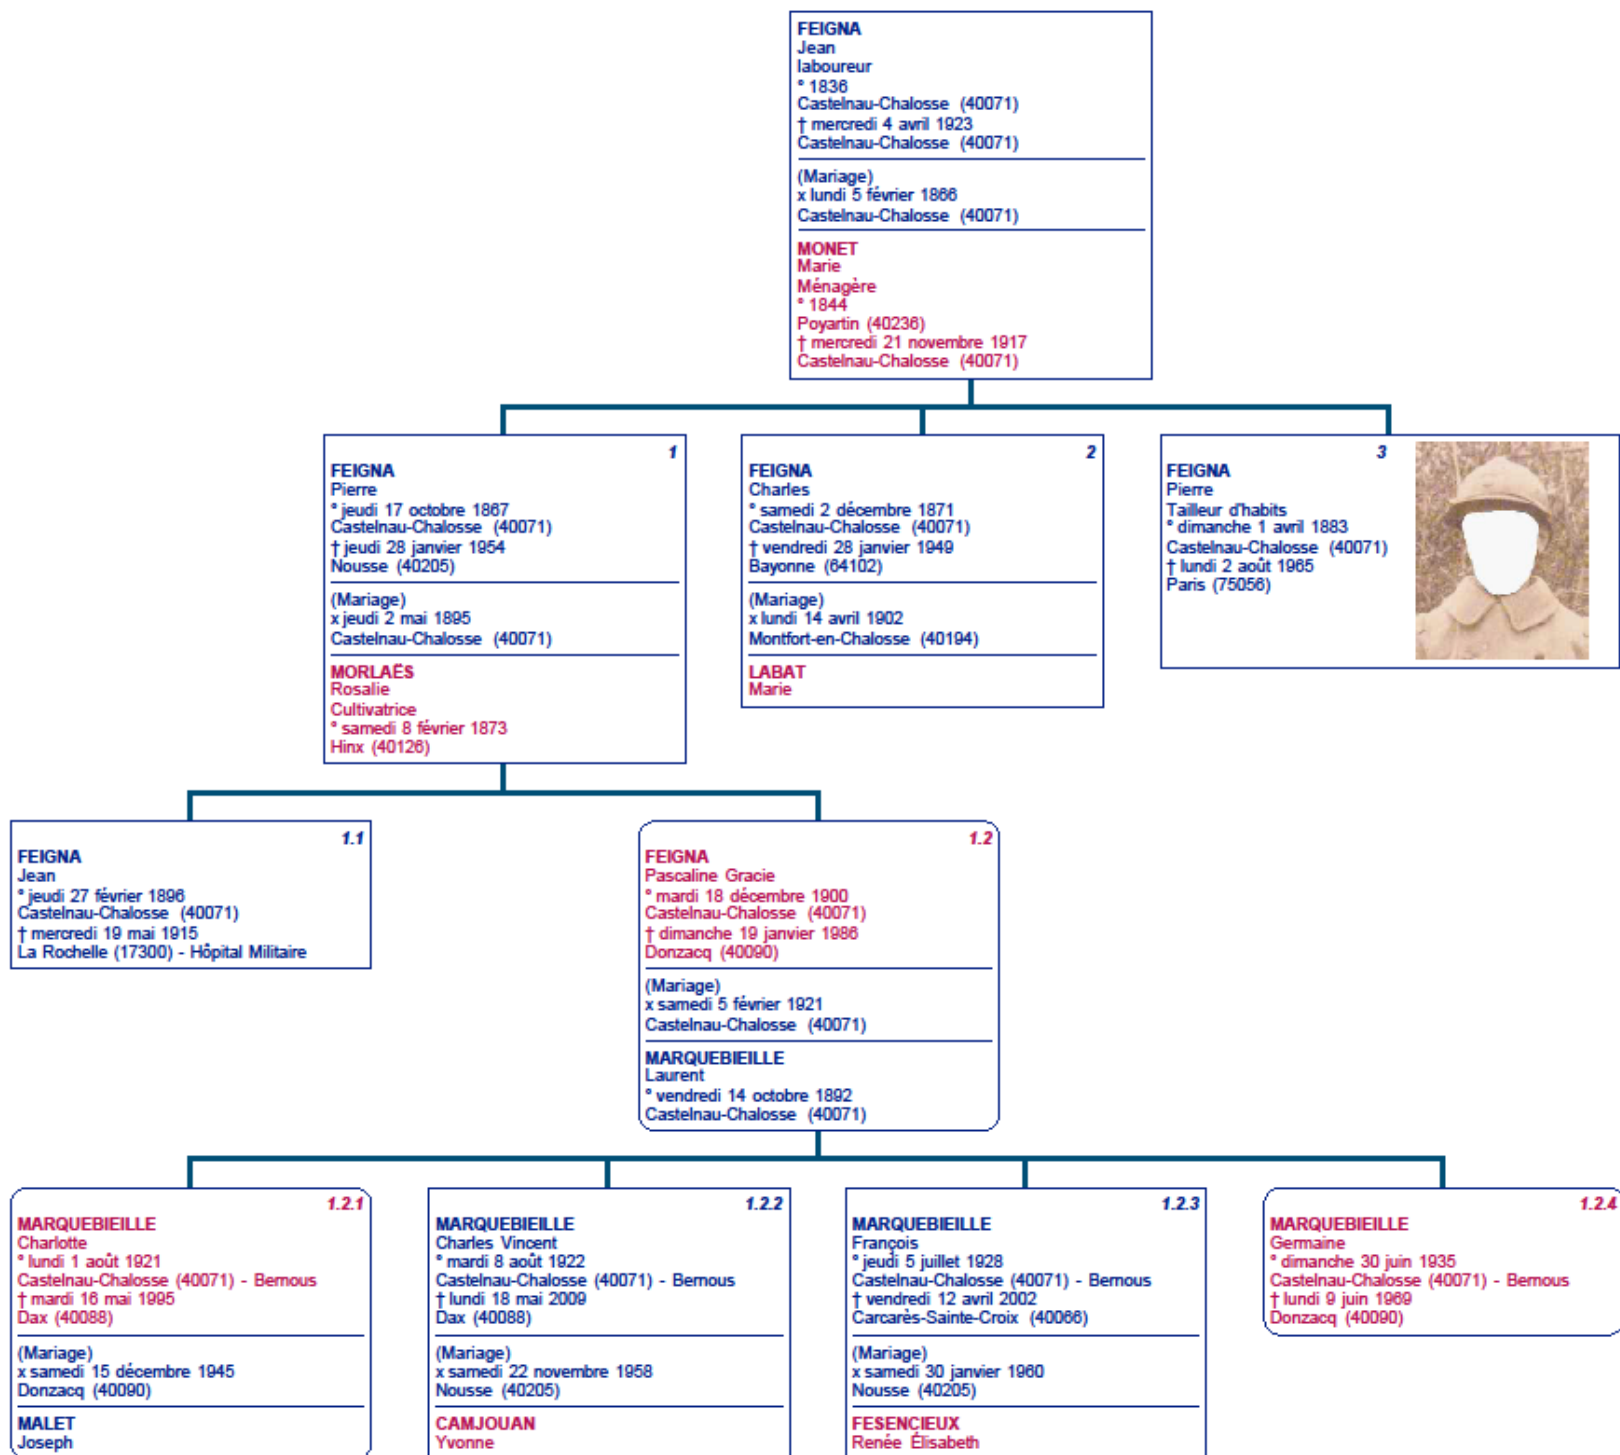 FEIGNA
Jean
laboureur
° 1836
Castelnau-Chalosse (40071)
† mercredi 4 avril 1923
Castelnau-Chalosse (40071)
(Mariage)
x lundi 5 février 1866
Castelnau-Chalosse (40071)
MONET
Marie
Ménagère
° 1844
Poyartin (40236)
† mercredi 21 novembre 1917
Castelnau-Chalosse (40071)
1
FEIGNA
Pierre
° jeudi 17 octobre 1867
Castelnau-Chalosse (40071)
† jeudi 28 janvier 1954
Nousse (40205)
(Mariage)
x jeudi 2 mai 1895
Castelnau-Chalosse (40071)
MORLAËS
Rosalie
Cultivatrice
° samedi 8 février 1873
Hinx (40126)
2
FEIGNA
Charles
° samedi 2 décembre 1871
Castelnau-Chalosse (40071)
† vendredi 28 janvier 1949
Bayonne (64102)
(Mariage)
x lundi 14 avril 1902
Montfort-en-Chalosse (40194)
LABAT
Marie
3
FEIGNA
Pierre
Tailleur d'habits
° dimanche 1 avril 1883
Castelnau-Chalosse (40071)
† lundi 2 août 1965
Paris (75056)
1.1
FEIGNA
Jean
° jeudi 27 février 1896
Castelnau-Chalosse (40071)
† mercredi 19 mai 1915
La Rochelle (17300) - Hôpital Militaire
1.2
FEIGNA
Pascaline Gracie
° mardi 18 décembre 1900
Castelnau-Chalosse (40071)
† dimanche 19 janvier 1986
Donzacq (40090)
(Mariage)
x samedi 5 février 1921
Castelnau-Chalosse (40071)
MARQUEBIEILLE
Laurent
° vendredi 14 octobre 1892
Castelnau-Chalosse (40071)
1.2.1
MARQUEBIEILLE
Charlotte
° lundi 1 août 1921
Castelnau-Chalosse (40071) - Bernous
† mardi 16 mai 1995
Dax (40088)
(Mariage)
x samedi 15 décembre 1945
Donzacq (40090)
MALET
Joseph
1.2.2
MARQUEBIEILLE
Charles Vincent
° mardi 8 août 1922
Castelnau-Chalosse (40071) - Bernous
† lundi 18 mai 2009
Dax (40088)
(Mariage)
x samedi 22 novembre 1958
Nousse (40205)
CAMJOUAN
Yvonne
1.2.3
MARQUEBIEILLE
François
° jeudi 5 juillet 1928
Castelnau-Chalosse (40071) - Bernous
† vendredi 12 avril 2002
Carcarès-Sainte-Croix (40066)
(Mariage)
x samedi 30 janvier 1960
Nousse (40205)
FESENCIEUX
Renée Élisabeth
1.2.4
MARQUEBIEILLE
Germaine
° dimanche 30 juin 1935
Castelnau-Chalosse (40071) - Bernous
† lundi 9 juin 1969
Donzacq (40090)